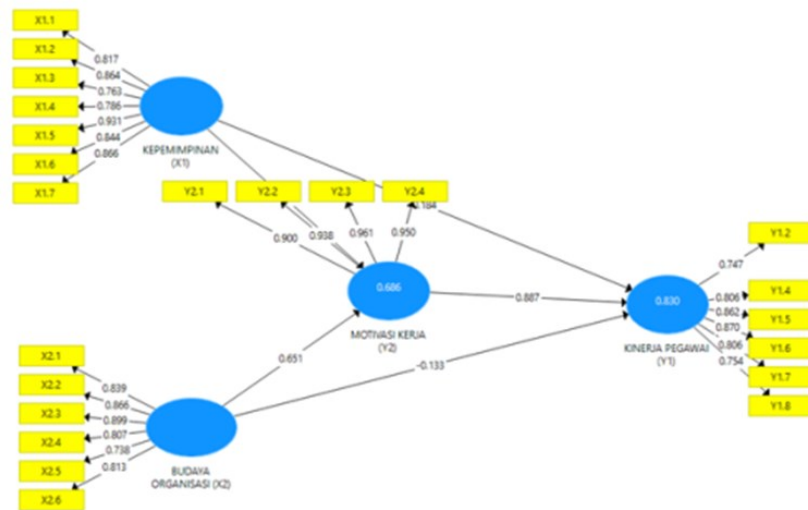 X1.1
X1.2
X1.3
X1.4
X1.5
X1.6
X1.7
0.817
0.864
0.763
0.786
0.931
0.844
0.866
KEPEMIMPINAN
(X1)
Y2.1
Y2.2
Y2.3
Y2.4
0.900
0.938
0.961
0.950
0.686
MOTIVASI KERJA
(Y2)
0.887
0.651
-0.133
0.830
KINERJA PEGAWAI
(Y1)
Y1.2
Y1.4
Y1.5
Y1.6
Y1.7
Y1.8
0.747
0.806
0.862
0.870
0.806
0.754
X2.1
X2.2
X2.3
X2.4
X2.5
X2.6
0.839
0.866
0.899
0.807
0.738
0.813
BUDAYA
ORGANISASI (X2)